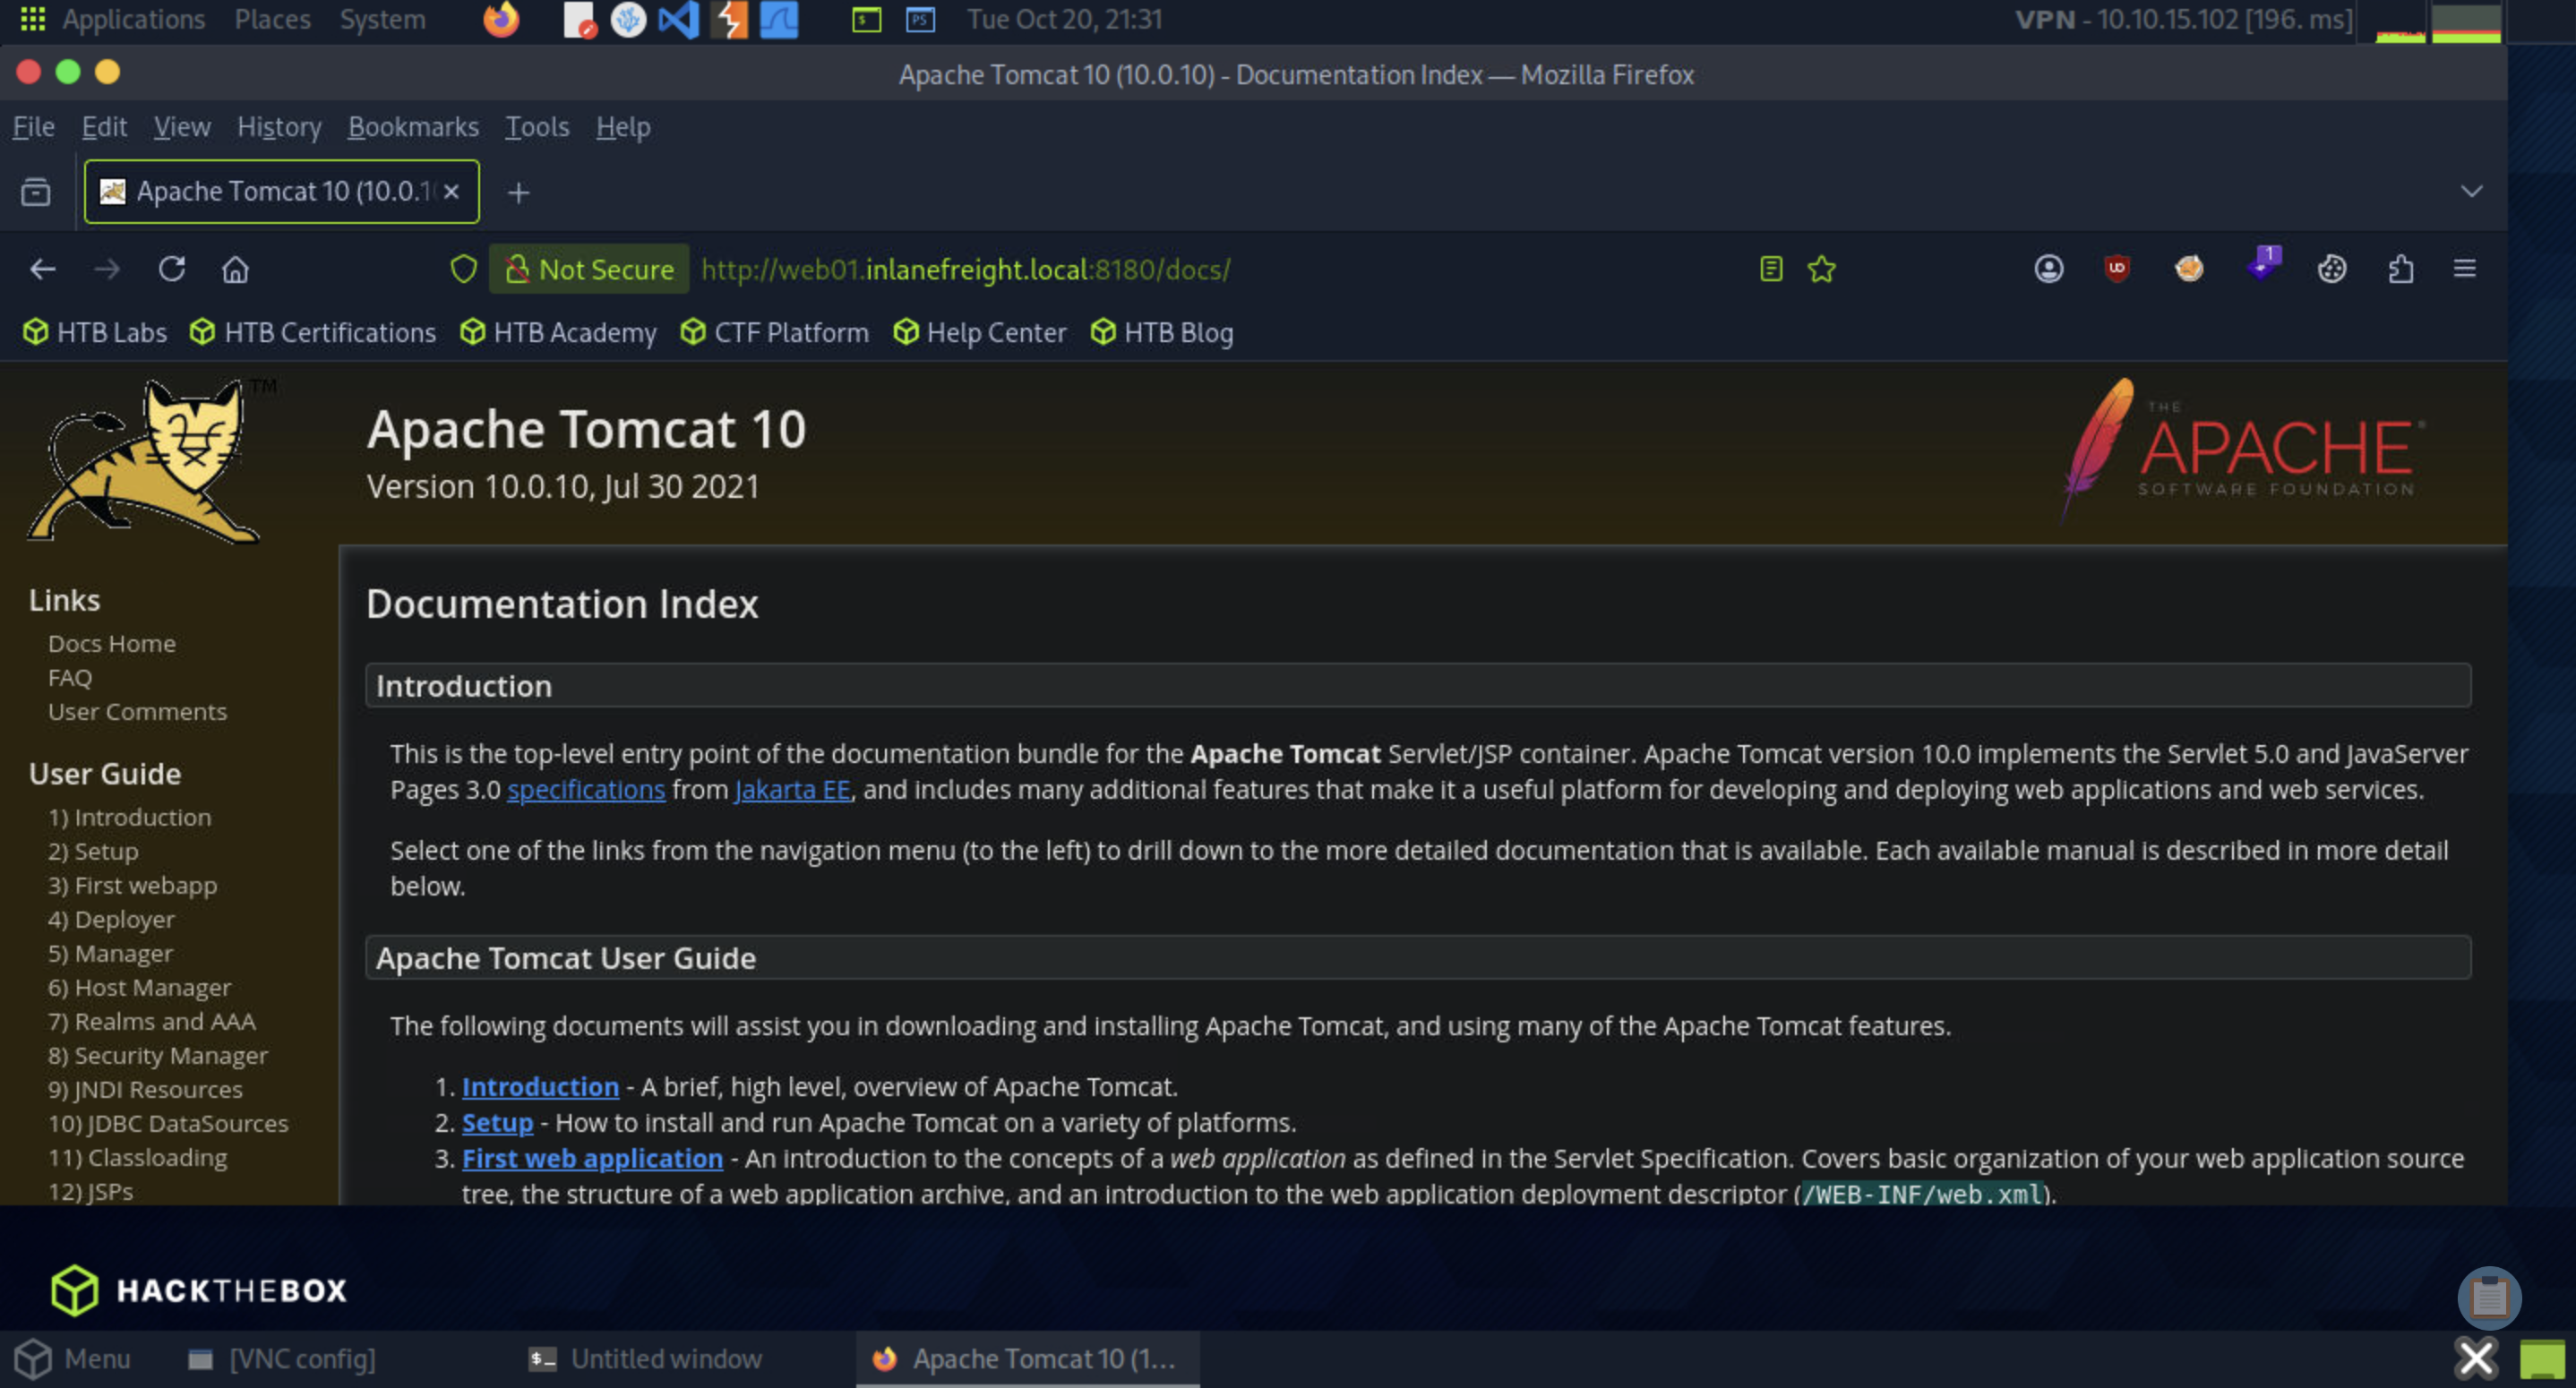 Applications Places System Tue Oct 20, 21:31 VPN - 10.10.15.102 [196. ms]
Apache Tomcat 10 (10.0.10) - Documentation Index — Mozilla Firefox
File Edit View History Bookmarks Tools Help
Apache Tomcat 10 (10.0.1
Not Secure http://web01.inlanefreight.local:8180/docs/ 1
HTB Labs HTB Certifications HTB Academy CTF Platform Help Center HTB Blog
TM
Apache Tomcat 10
Version 10.0.10, Jul 30 2021
THE
APACHE®
SOFTWARE FOUNDATION
Links
Docs Home
FAQ
User Comments
User Guide
1) Introduction
2) Setup
3) First webapp
4) Deployer
5) Manager
6) Host Manager
7) Realms and AAA
8) Security Manager
9) JNDI Resources
10) JDBC DataSources
11) Classloading
12) JSPs
Documentation Index
Introduction
This is the top-level entry point of the documentation bundle for the Apache Tomcat Servlet/JSP container. Apache Tomcat version 10.0 implements the Servlet 5.0 and JavaServer
Pages 3.0 specifications from Jakarta EE, and includes many additional features that make it a useful platform for developing and deploying web applications and web services.
Select one of the links from the navigation menu (to the left) to drill down to the more detailed documentation that is available. Each available manual is described in more detail
below.
Apache Tomcat User Guide
The following documents will assist you in downloading and installing Apache Tomcat, and using many of the Apache Tomcat features.
1. Introduction - A brief, high level, overview of Apache Tomcat.
2. Setup - How to install and run Apache Tomcat on a variety of platforms.
3. First web application - An introduction to the concepts of a web application as defined in the Servlet Specification. Covers basic organization of your web application source
tree, the structure of a web application archive, and an introduction to the web application deployment descriptor (/WEB-INF/web.xml).
HACKTHEBOX
Menu [VNC config] Untitled window Apache Tomcat 10 (1...